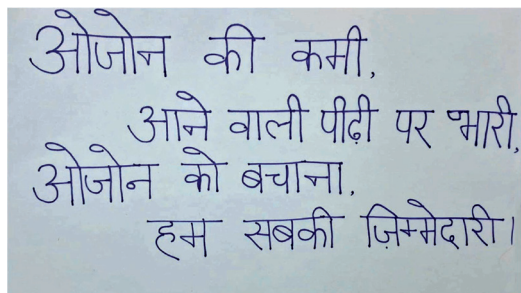 ओजोन की कमी,
आने वाली पीढ़ी पर भारी,
ओजोन को बचाना,
हम सबकी ज़िम्मेदारी।